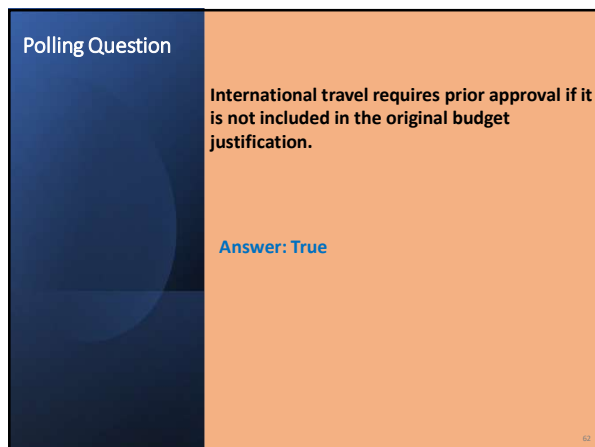 Polling Question
International travel requires prior approval if it
is not included in the original budget
justification.
Answer: True
62